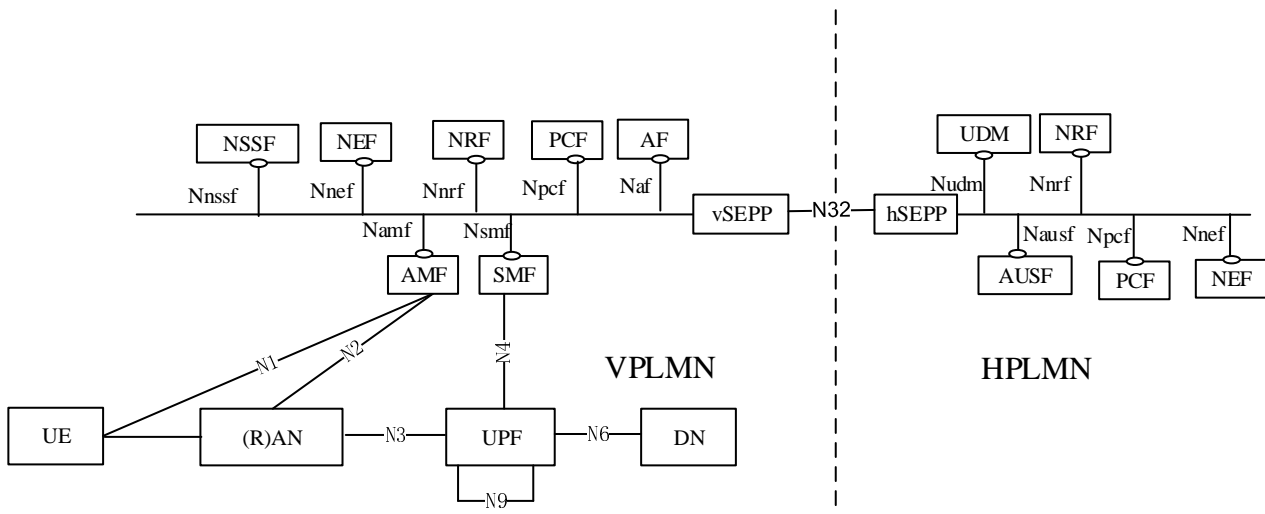 NSSF NEF NRF PCF AF UDM NRF
Nnssf Nnef Nnrf Npcf Naf Nudm Nnrf
vSEPP N32 hSEPP
Namf Nsmf Nausf Npcf Nnef
AMF SMF AUSF PCF NEF
N1 N2 N4 VPLMN HPLMN
UE (R)AN N3 UPF N6 DN
N9